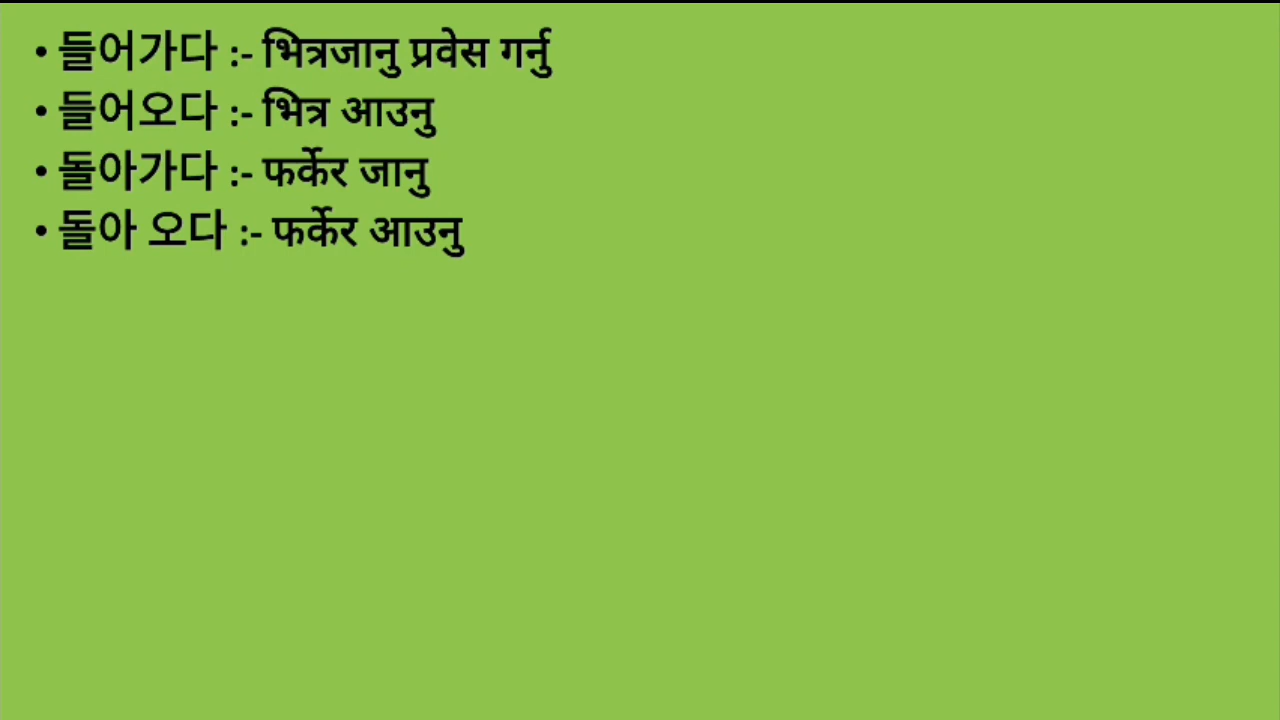 • 들어가다 :- भित्रजानु प्रवेस गर्नु
• 들어오다 :- भित्र आउनु
• 돌아가다 :- फर्केर जानु
• 돌아 오다 :- फर्केर आउनु